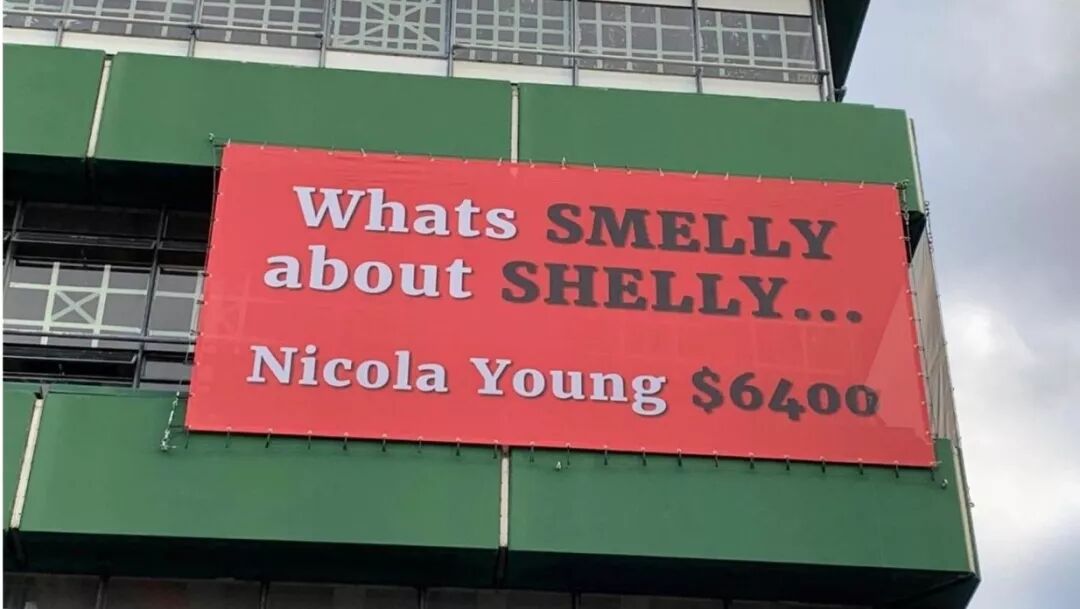 Whats SMELLY
about SHELLY...
Nicola Young $6400